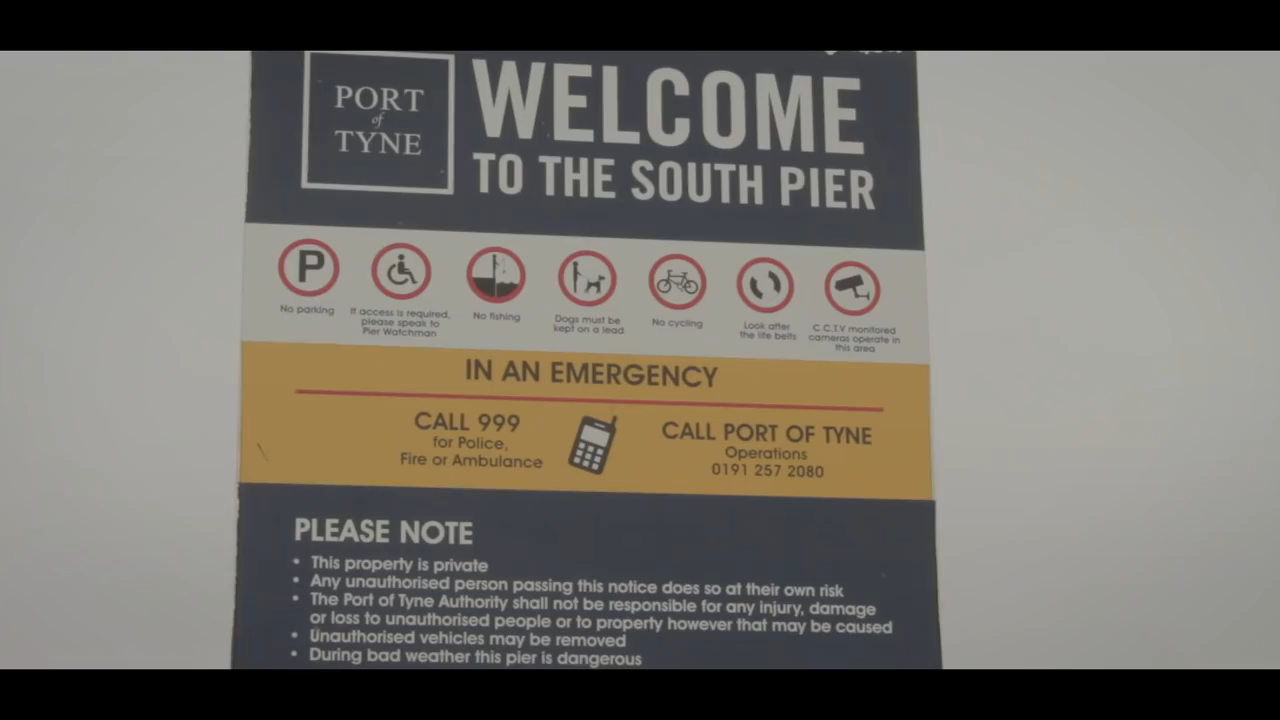 PORT
of
TYNE
WELCOME
TO THE SOUTH PIER
P
No parking
If access is required,
please speak to
Pier Watchman
No fishing
Dogs must be
kept on a lead
No cycling
Look after
the life belts
C.C.T.V monitored
cameras operate in
this area
IN AN EMERGENCY
CALL 999
for Police,
Fire or Ambulance
CALL PORT OF TYNE
Operations
0191 257 2080
PLEASE NOTE
• This property is private
• Any unauthorised person passing this notice does so at their own risk
• The Port of Tyne Authority shall not be responsible for any injury, damage
or loss to unauthorised people or to property however that may be caused
• Unauthorised vehicles may be removed
• During bad weather this pier is dangerous